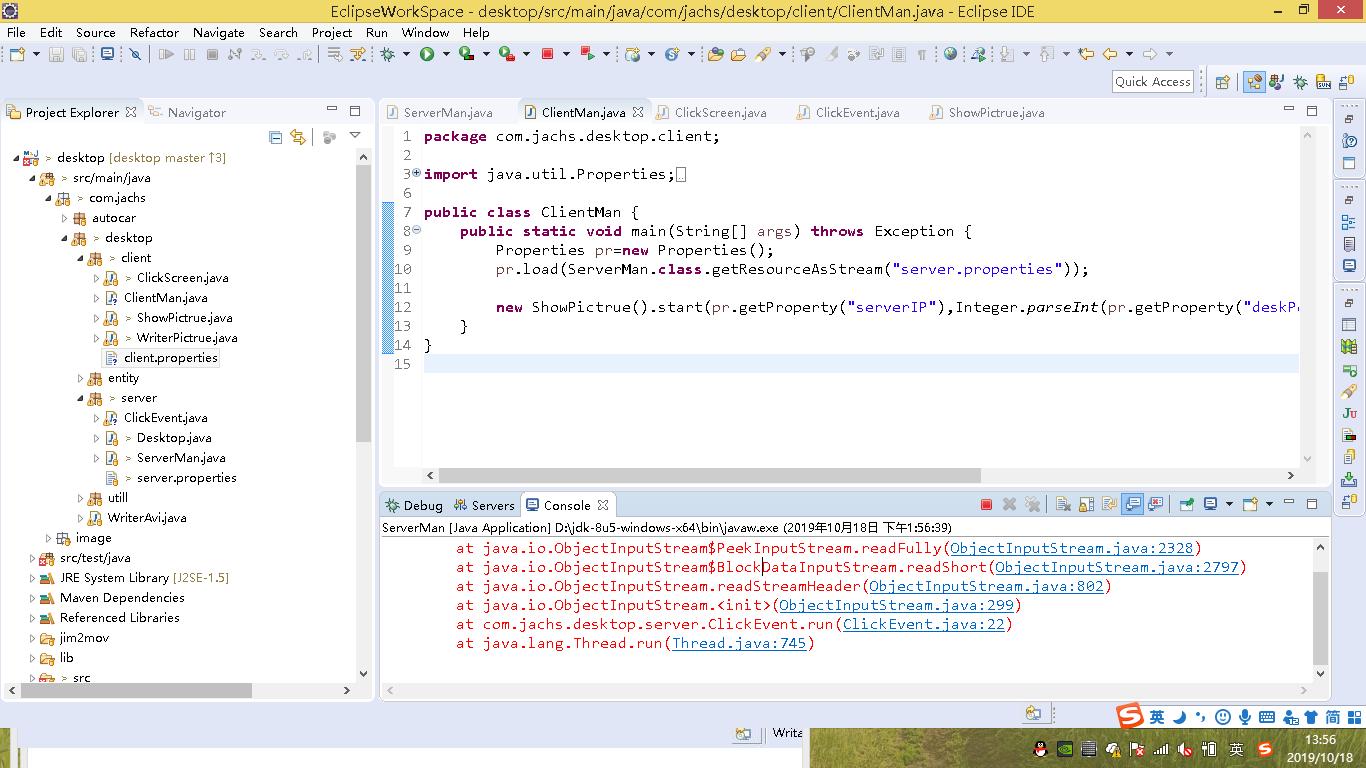 EclipseWorkSpace - desktop/src/main/java/com/jachs/desktop/client/ClientMan.java - Eclipse IDE
File Edit Source Refactor Navigate Search Project Run Window Help
Quick Access
Project Explorer Navigator
> desktop [desktop master ↑3]
> src/main/java
> com.jachs
autocar
> desktop
> client
> ClickScreen.java
ClientMan.java
> ShowPictrue.java
> WriterPictrue.java
client.properties
entity
> server
ClickEvent.java
> Desktop.java
> ServerMan.java
> server.properties
utill
WriterAvi.java
image
src/test/java
JRE System Library [J2SE-1.5]
Maven Dependencies
Referenced Libraries
jim2mov
lib
> src
ServerMan.java ClientMan.java ClickScreen.java ClickEvent.java ShowPictrue.java
1 package com.jachs.desktop.client;
2
3 import java.util.Properties;
6
7 public class ClientMan {
8 public static void main(String[] args) throws Exception {
9 Properties pr=new Properties();
10 pr.load(ServerMan.class.getResourceAsStream("server.properties"));
11
12 new ShowPictrue().start(pr.getProperty("serverIP"),Integer.parseInt(pr.getProperty("deskP
13 }
14 }
15
Debug Servers Console
ServerMan [Java Application] D:\jdk-8u5-windows-x64\bin\javaw.exe (2019年10月18日 下午1:56:39)
at java.io.ObjectInputStream$PeekInputStream.readFully(ObjectInputStream.java:2328)
at java.io.ObjectInputStream$BlockDataInputStream.readShort(ObjectInputStream.java:2797)
at java.io.ObjectInputStream.readStreamHeader(ObjectInputStream.java:802)
at java.io.ObjectInputStream.<init>(ObjectInputStream.java:299)
at com.jachs.desktop.server.ClickEvent.run(ClickEvent.java:22)
at java.lang.Thread.run(Thread.java:745)
英 简
Writa
英
13:56
2019/10/18